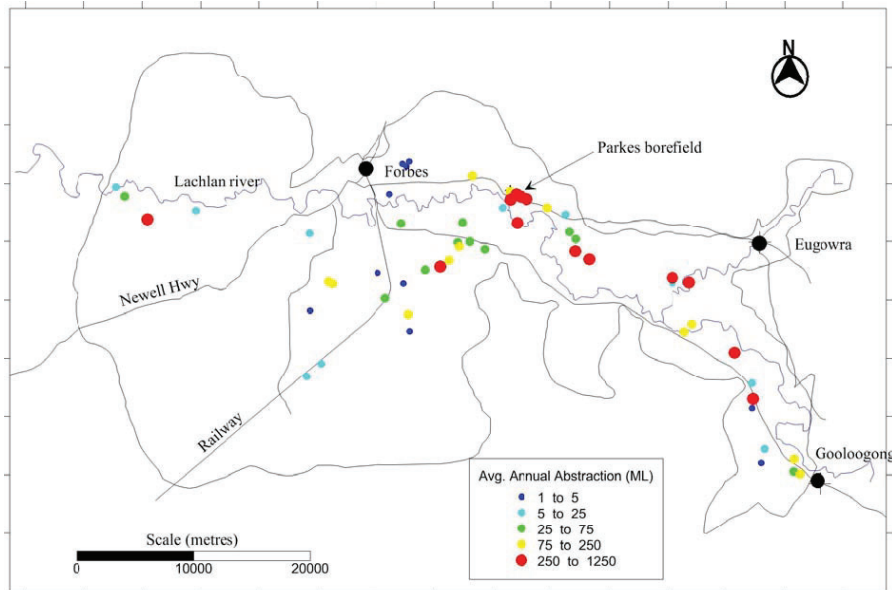 N
Parkes borefield
Forbes
Lachlan river
Eugowra
Newell Hwy
Railway
Gooloogong
Avg. Annual Abstraction (ML)
1 to 5
5 to 25
25 to 75
75 to 250
250 to 1250
Scale (metres)
0 10000 20000